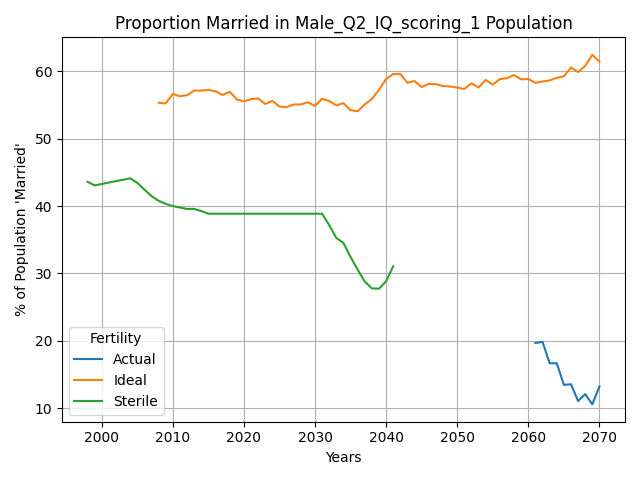 Proportion Married in Male_Q2_IQ_scoring_1 Population
% of Population 'Married'
60
50
40
30
20
10
Fertility
Actual
Ideal
Sterile
2000 2010 2020 2030 2040 2050 2060 2070
Years